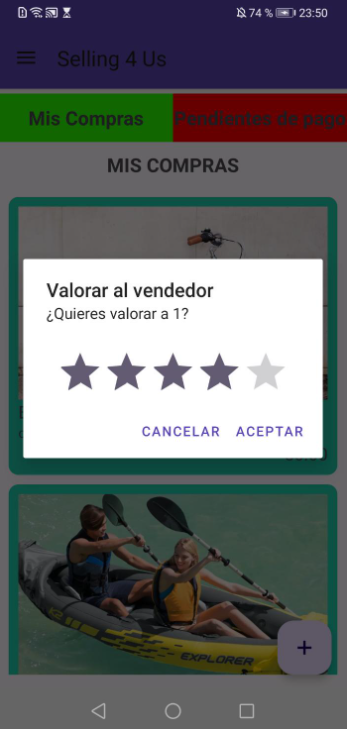 74 % 23:50
Selling 4 Us
Mis Compras
Pendientes de pago
MIS COMPRAS
Valorar al vendedor
¿Quieres valorar a 1?
CANCELAR ACEPTAR
EXPLORER
+